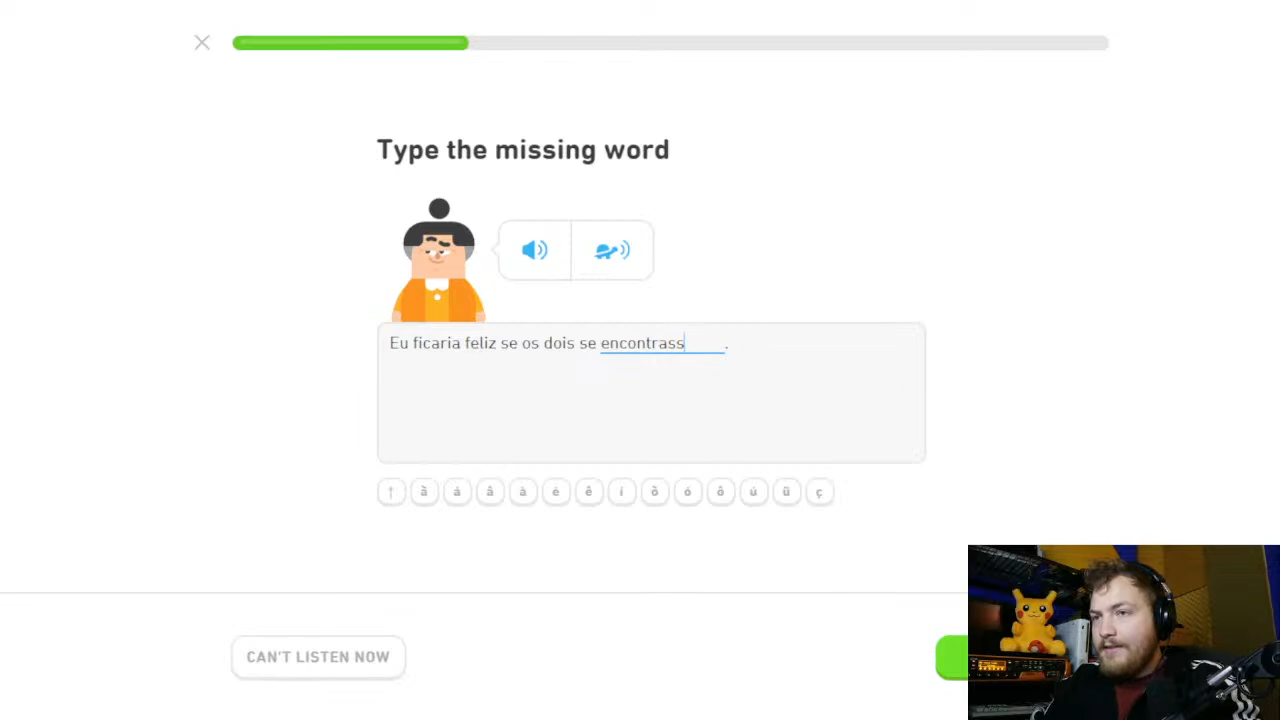 Type the missing word
Eu ficaria feliz se os dois se encontrass .
↑ ã á â à é ê í õ ó ô ú ü ç
CAN'T LISTEN NOW